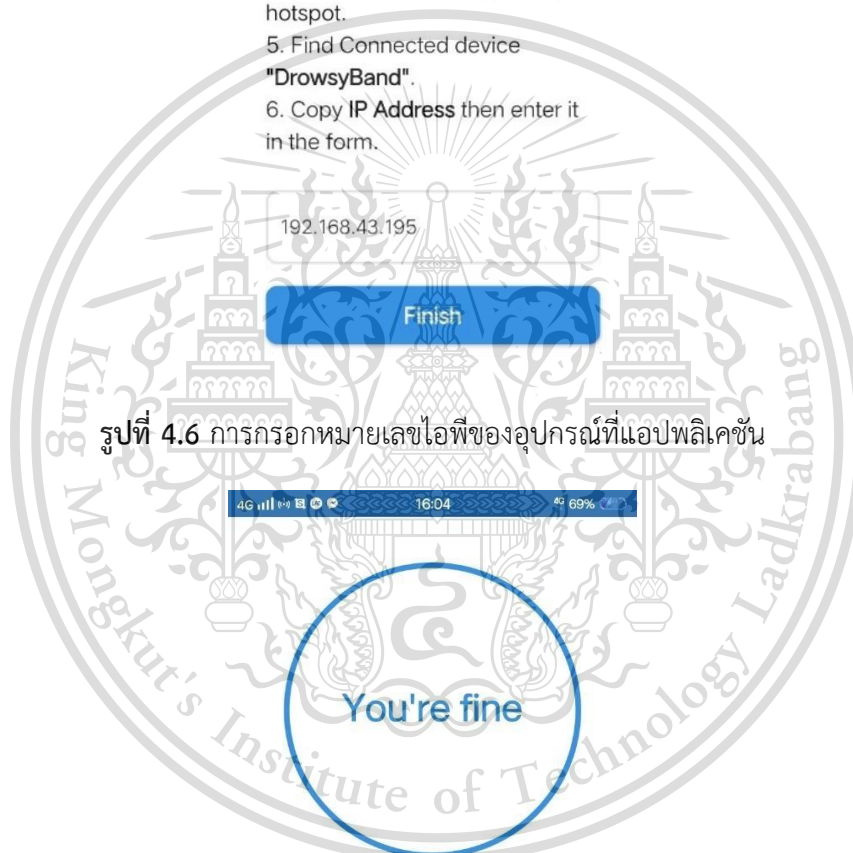 hotspot.
5. Find Connected device
"DrowsyBand".
6. Copy IP Address then enter it
in the form.
192.168.43.195
Finish
รูปที่ 4.6 การกรอกหมายเลขไอพีของอุปกรณ์ที่แอปพลิเคชัน
4G 16:04 4G 69%
You're fine
King Mongkut's Institute of Technology Ladkrabang